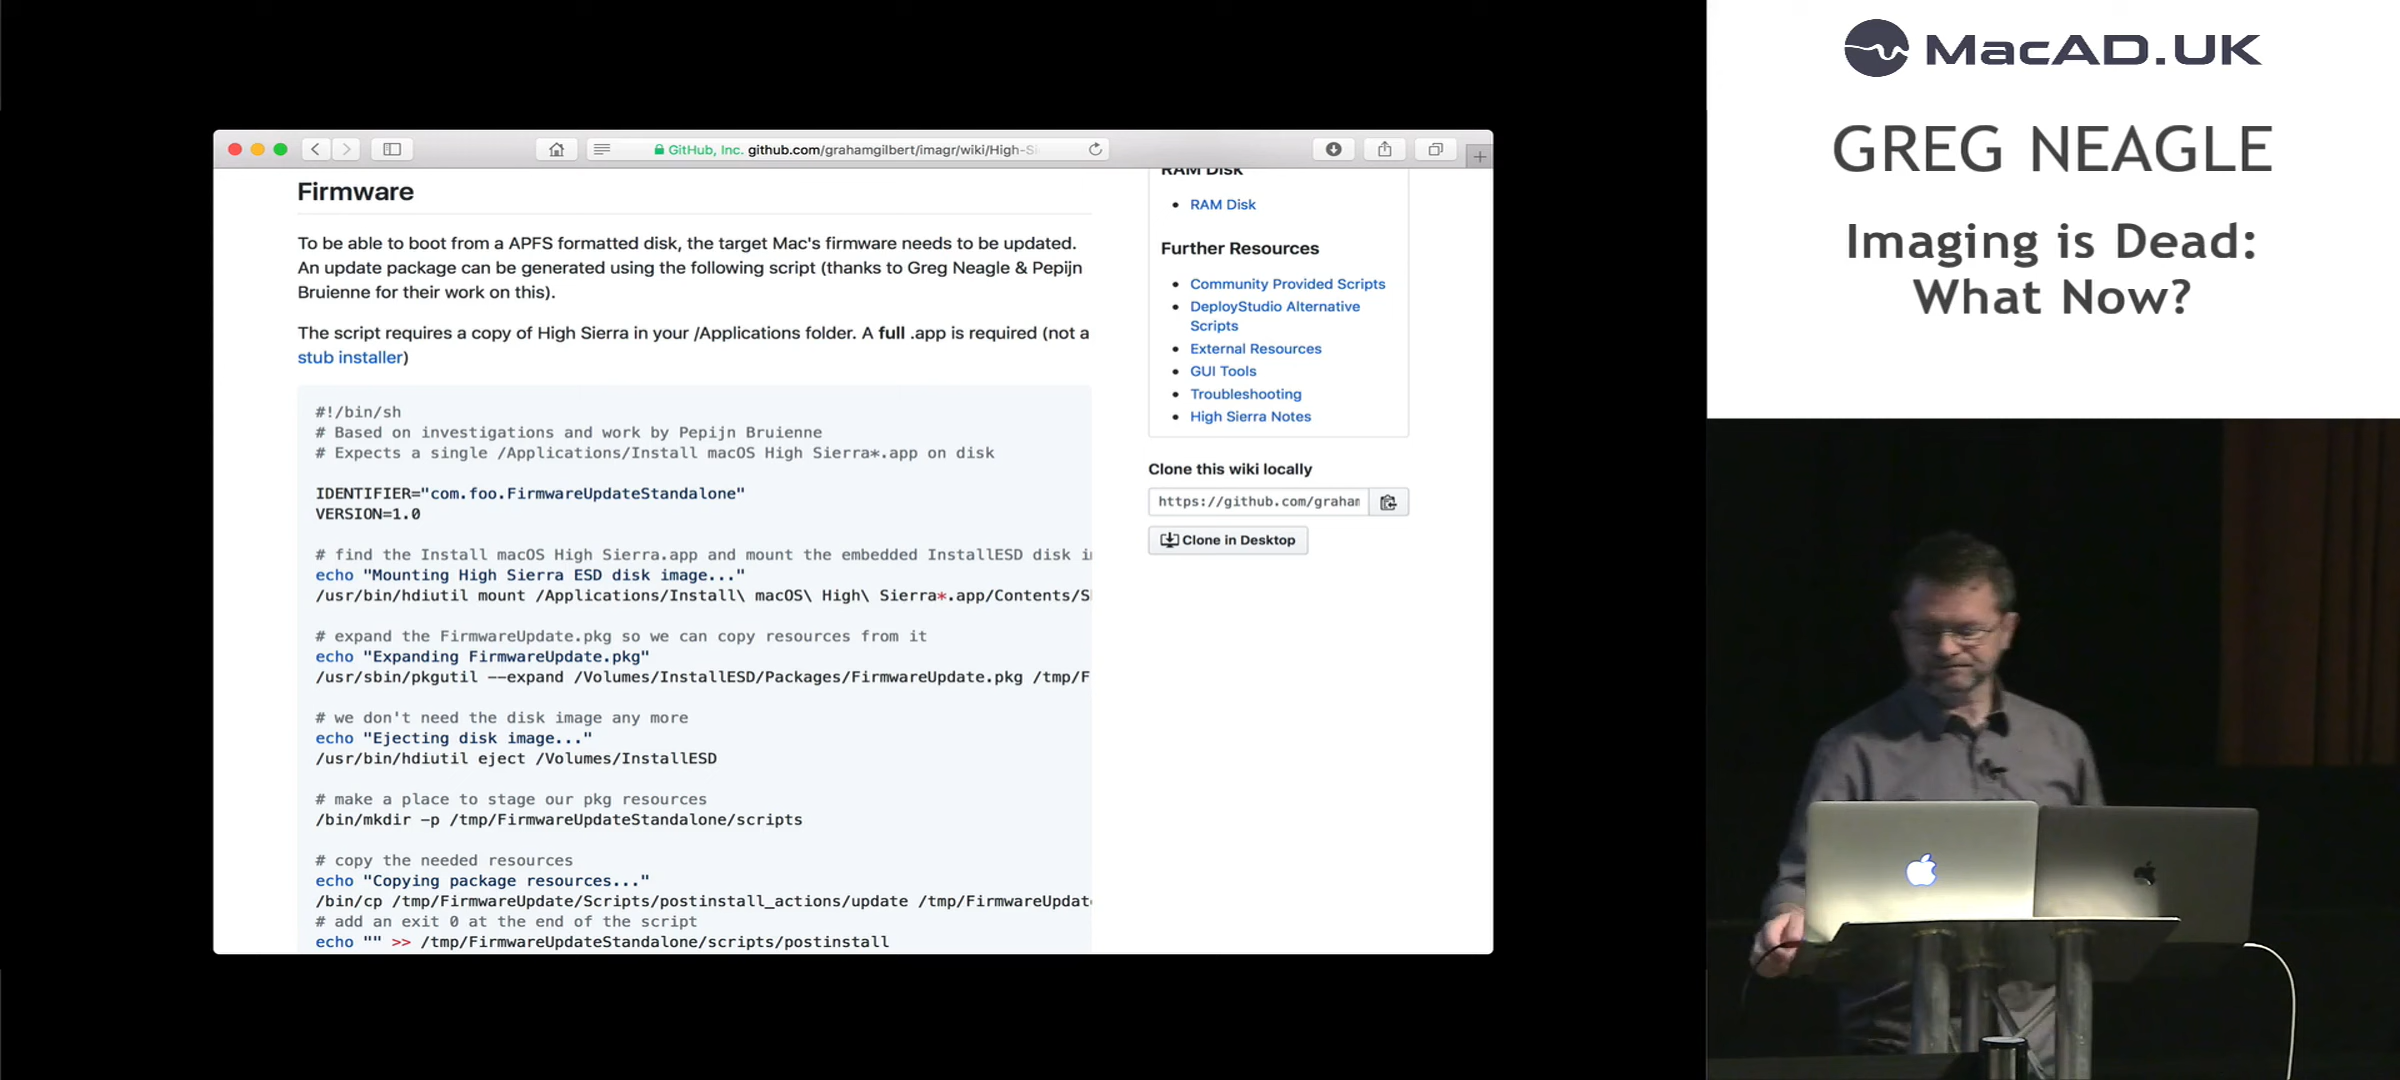 GitHub, Inc. github.com/grahamgilbert/imagr/wiki/High-Si
Firmware
To be able to boot from a APFS formatted disk, the target Mac's firmware needs to be updated.
An update package can be generated using the following script (thanks to Greg Neagle & Pepijn
Bruienne for their work on this).
The script requires a copy of High Sierra in your /Applications folder. A full .app is required (not a
stub installer)
#!/bin/sh
# Based on investigations and work by Pepijn Bruienne
# Expects a single /Applications/Install macOS High Sierra*.app on disk
IDENTIFIER="com.foo.FirmwareUpdateStandalone"
VERSION=1.0
# find the Install macOS High Sierra.app and mount the embedded InstallESD disk i
echo "Mounting High Sierra ESD disk image..."
/usr/bin/hdiutil mount /Applications/Install\ macOS\ High\ Sierra*.app/Contents/S
# expand the FirmwareUpdate.pkg so we can copy resources from it
echo "Expanding FirmwareUpdate.pkg"
/usr/sbin/pkgutil --expand /Volumes/InstallESD/Packages/FirmwareUpdate.pkg /tmp/F
# we don't need the disk image any more
echo "Ejecting disk image..."
/usr/bin/hdiutil eject /Volumes/InstallESD
# make a place to stage our pkg resources
/bin/mkdir -p /tmp/FirmwareUpdateStandalone/scripts
# copy the needed resources
echo "Copying package resources..."
/bin/cp /tmp/FirmwareUpdate/Scripts/postinstall_actions/update /tmp/FirmwareUpdat
# add an exit 0 at the end of the script
echo "" >> /tmp/FirmwareUpdateStandalone/scripts/postinstall
RAM Disk
RAM Disk
Further Resources
Community Provided Scripts
DeployStudio Alternative
Scripts
External Resources
GUI Tools
Troubleshooting
High Sierra Notes
Clone this wiki locally
https://github.com/graham
Clone in Desktop
MacAD.UK
GREG NEAGLE
Imaging is Dead:
What Now?